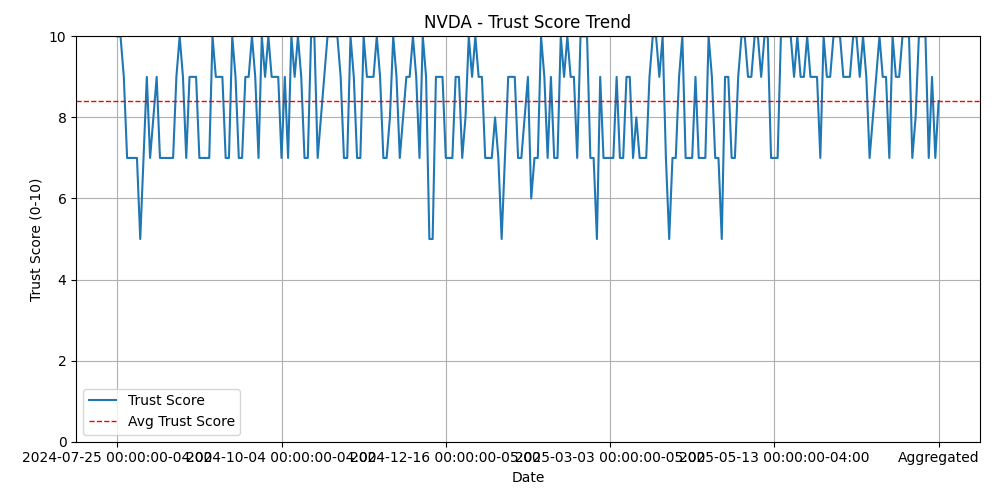 NVDA - Trust Score Trend
10
8
6
4
2
0
Trust Score (0-10)
Trust Score
Avg Trust Score
2024-07-25 00:00:00-04:00
2024-10-04 00:00:00-04:00
2024-12-16 00:00:00-05:00
2025-03-03 00:00:00-05:00
2025-05-13 00:00:00-04:00
Aggregated
Date